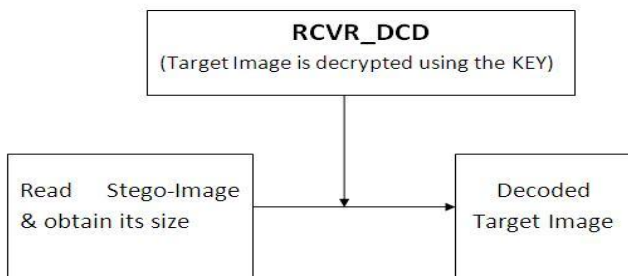 RCVR_DCD
(Target Image is decrypted using the KEY)
Read Stego-Image
& obtain its size
Decoded
Target Image